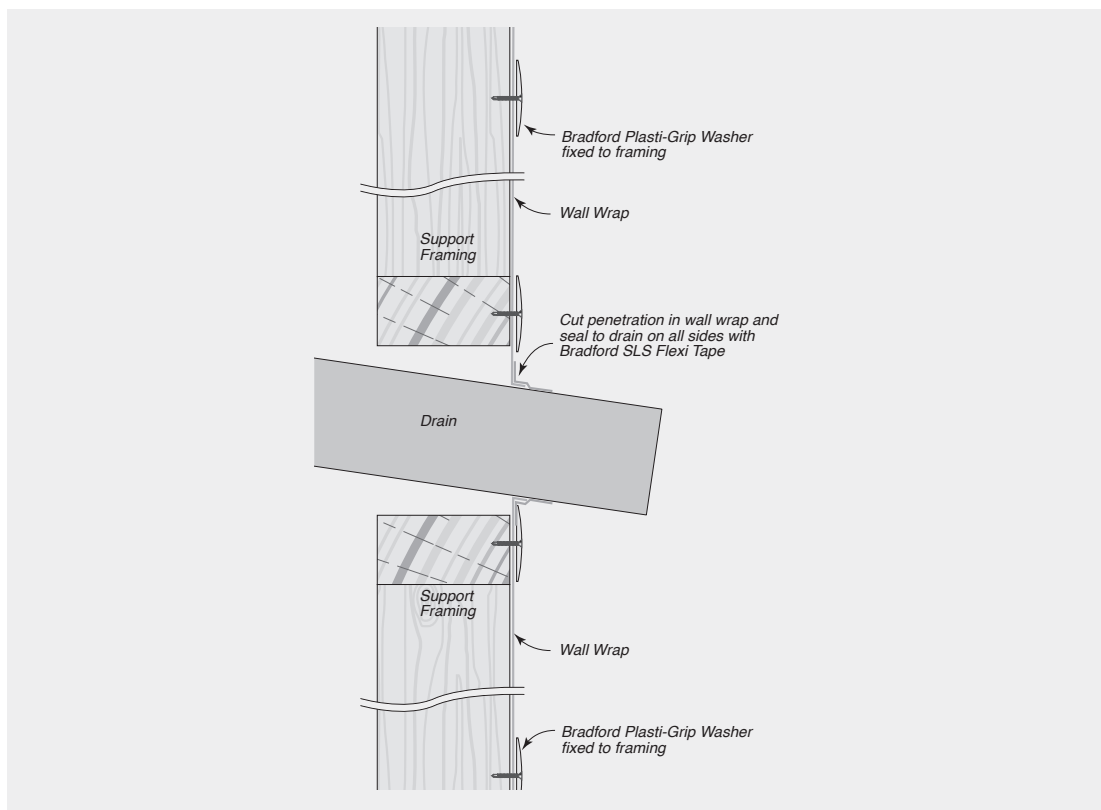 Bradford Plasti-Grip Washer
fixed to framing
Wall Wrap
Support
Framing
Cut penetration in wall wrap and
seal to drain on all sides with
Bradford SLS Flexi Tape
Drain
Support
Framing
Wall Wrap
Bradford Plasti-Grip Washer
fixed to framing